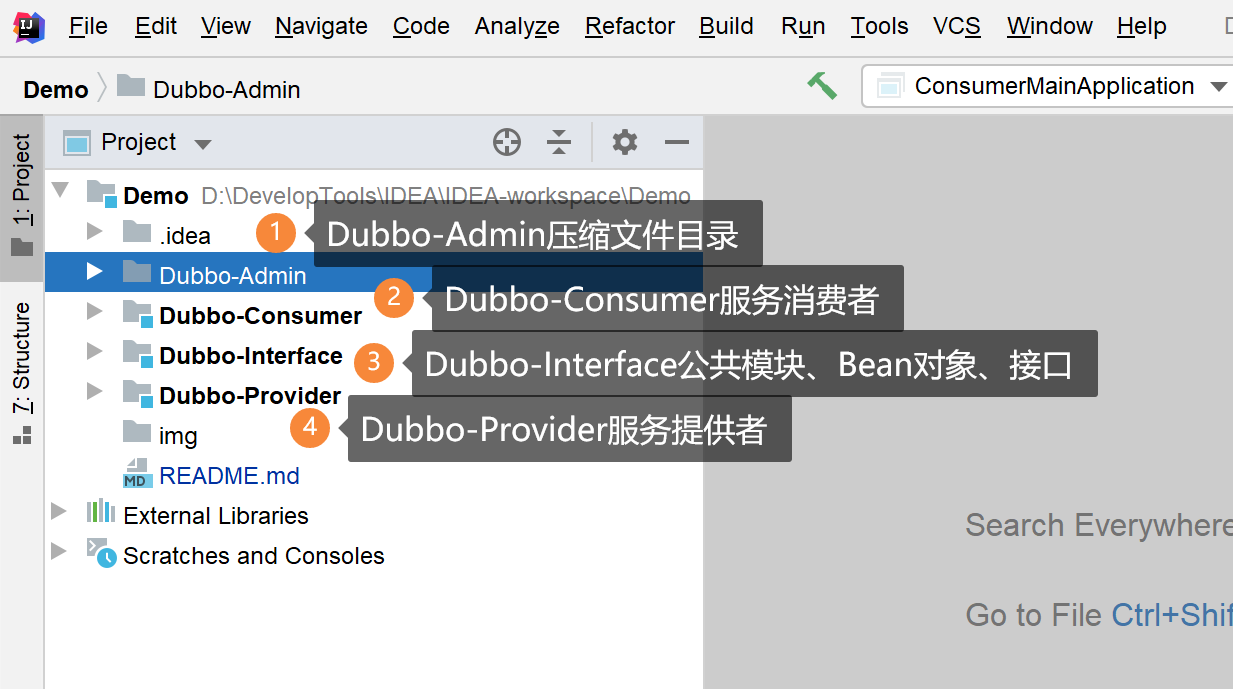 File Edit View Navigate Code Analyze Refactor Build Run Tools VCS Window Help
Demo Dubbo-Admin ConsumerMainApplication
1: Project
7: Structure
Project
Demo D:\DevelopTools\IDEA\IDEA-workspace\Demo
.idea
1 Dubbo-Admin压缩文件目录
Dubbo-Admin
2 Dubbo-Consumer服务消费者
Dubbo-Consumer
Dubbo-Interface
3 Dubbo-Interface公共模块、Bean对象、接口
Dubbo-Provider
4 Dubbo-Provider服务提供者
img
MD README.md
External Libraries
Scratches and Consoles
Search Everywhere
Go to File Ctrl+Shif